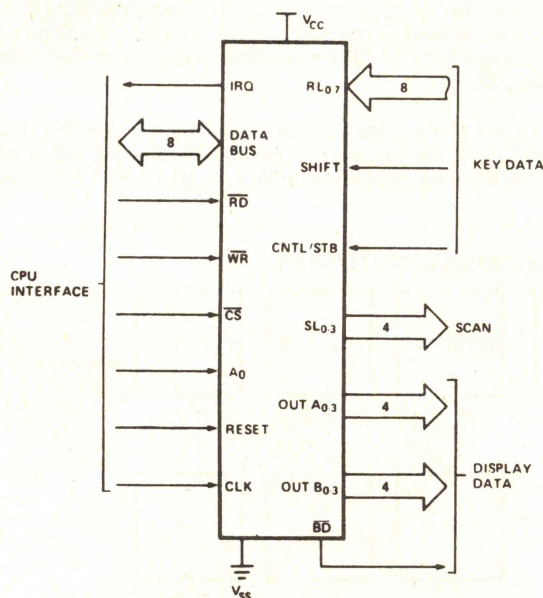 VCC
IRQ
RL0-7
8
8
DATA
BUS
SHIFT
KEY DATA
RD
CNTL/STB
WR
CPU
INTERFACE
CS
SL0-3
4
SCAN
A0
OUT A0-3
4
RESET
DISPLAY
DATA
CLK
OUT B0-3
4
BD
VSS